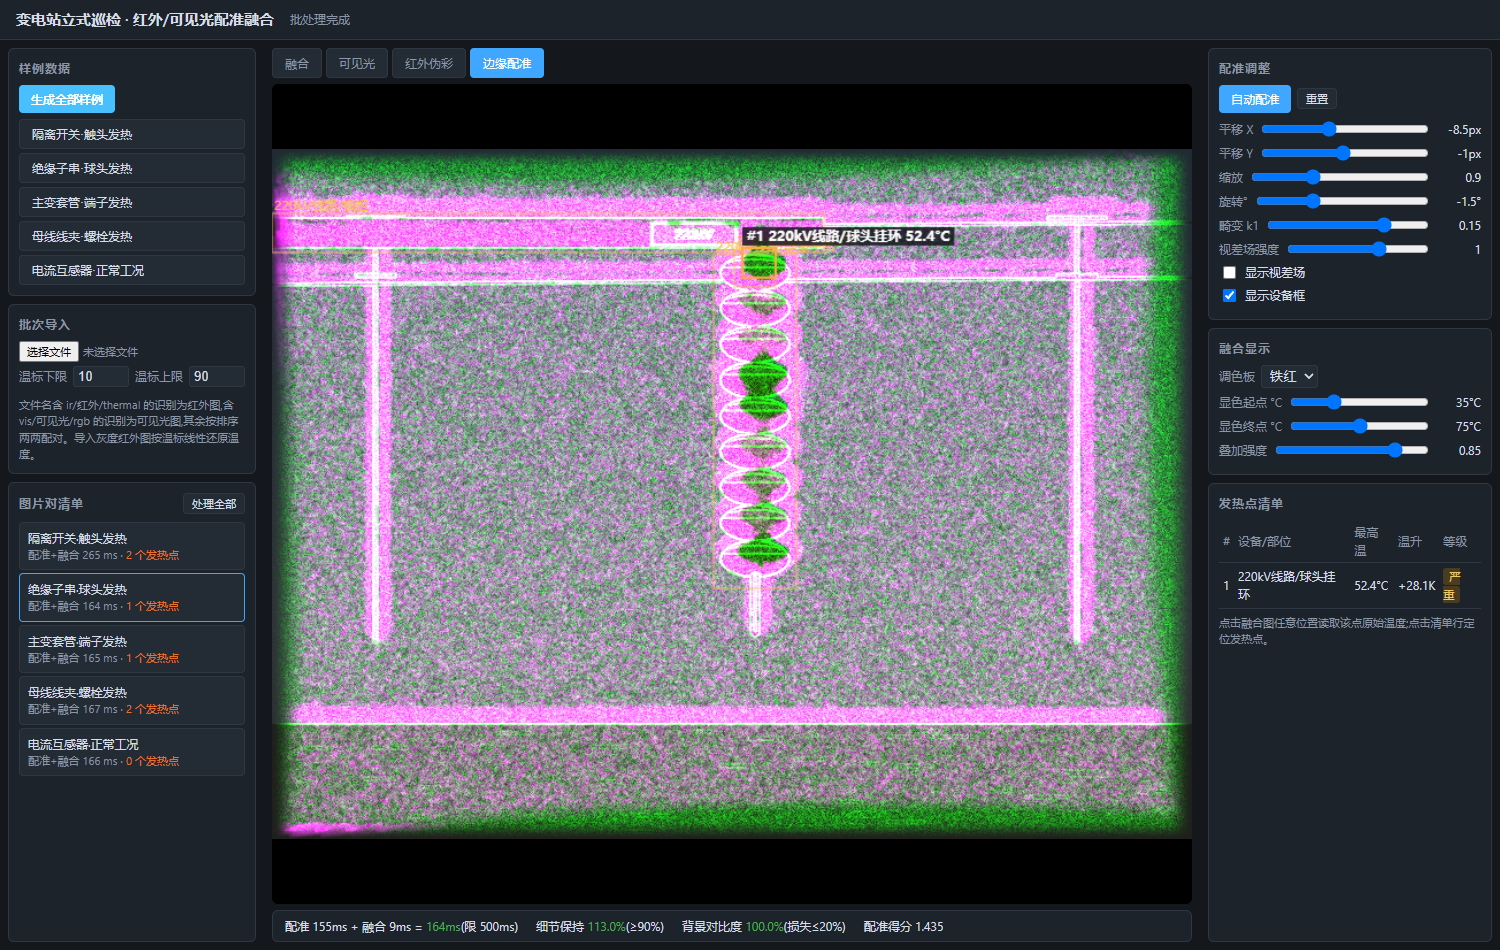 变电站立式巡检 · 红外/可见光配准融合 批处理完成
样例数据
生成全部样例
隔离开关·触头发热
绝缘子串·球头发热
主变套管·端子发热
母线线夹·螺栓发热
电流互感器·正常工况
批次导入
选择文件 未选择文件
温标下限 10 温标上限 90
文件名含 ir/红外/thermal 的识别为红外图,含
vis/可见光/rgb 的识别为可见光图,其余按排序
两两配对。导入灰度红外图按温标线性还原温
度。
图片对清单 处理全部
隔离开关·触头发热
配准+融合 265 ms · 2 个发热点
绝缘子串·球头发热
配准+融合 164 ms · 1 个发热点
主变套管·端子发热
配准+融合 165 ms · 1 个发热点
母线线夹·螺栓发热
配准+融合 167 ms · 2 个发热点
电流互感器·正常工况
配准+融合 166 ms · 0 个发热点
融合 可见光 红外伪彩 边缘配准
#1 220kV线路/球头挂环 52.4°C
配准 155ms + 融合 9ms = 164ms(限 500ms) 细节保持 113.0%(≥90%) 背景对比度 100.0%(损失≤20%) 配准得分 1.435
配准调整
自动配准 重置
平移 X -8.5px
平移 Y -1px
缩放 0.9
旋转° -1.5°
畸变 k1 0.15
视差场强度 1
显示视差场
显示设备框
融合显示
调色板 铁红
显色起点 °C 35°C
显色终点 °C 75°C
叠加强度 0.85
发热点清单
# 设备/部位 最高温 温升 等级
1 220kV线路/球头挂环 52.4°C +28.1K 严重
点击融合图任意位置读取该点原始温度;点击清单行定
位发热点。